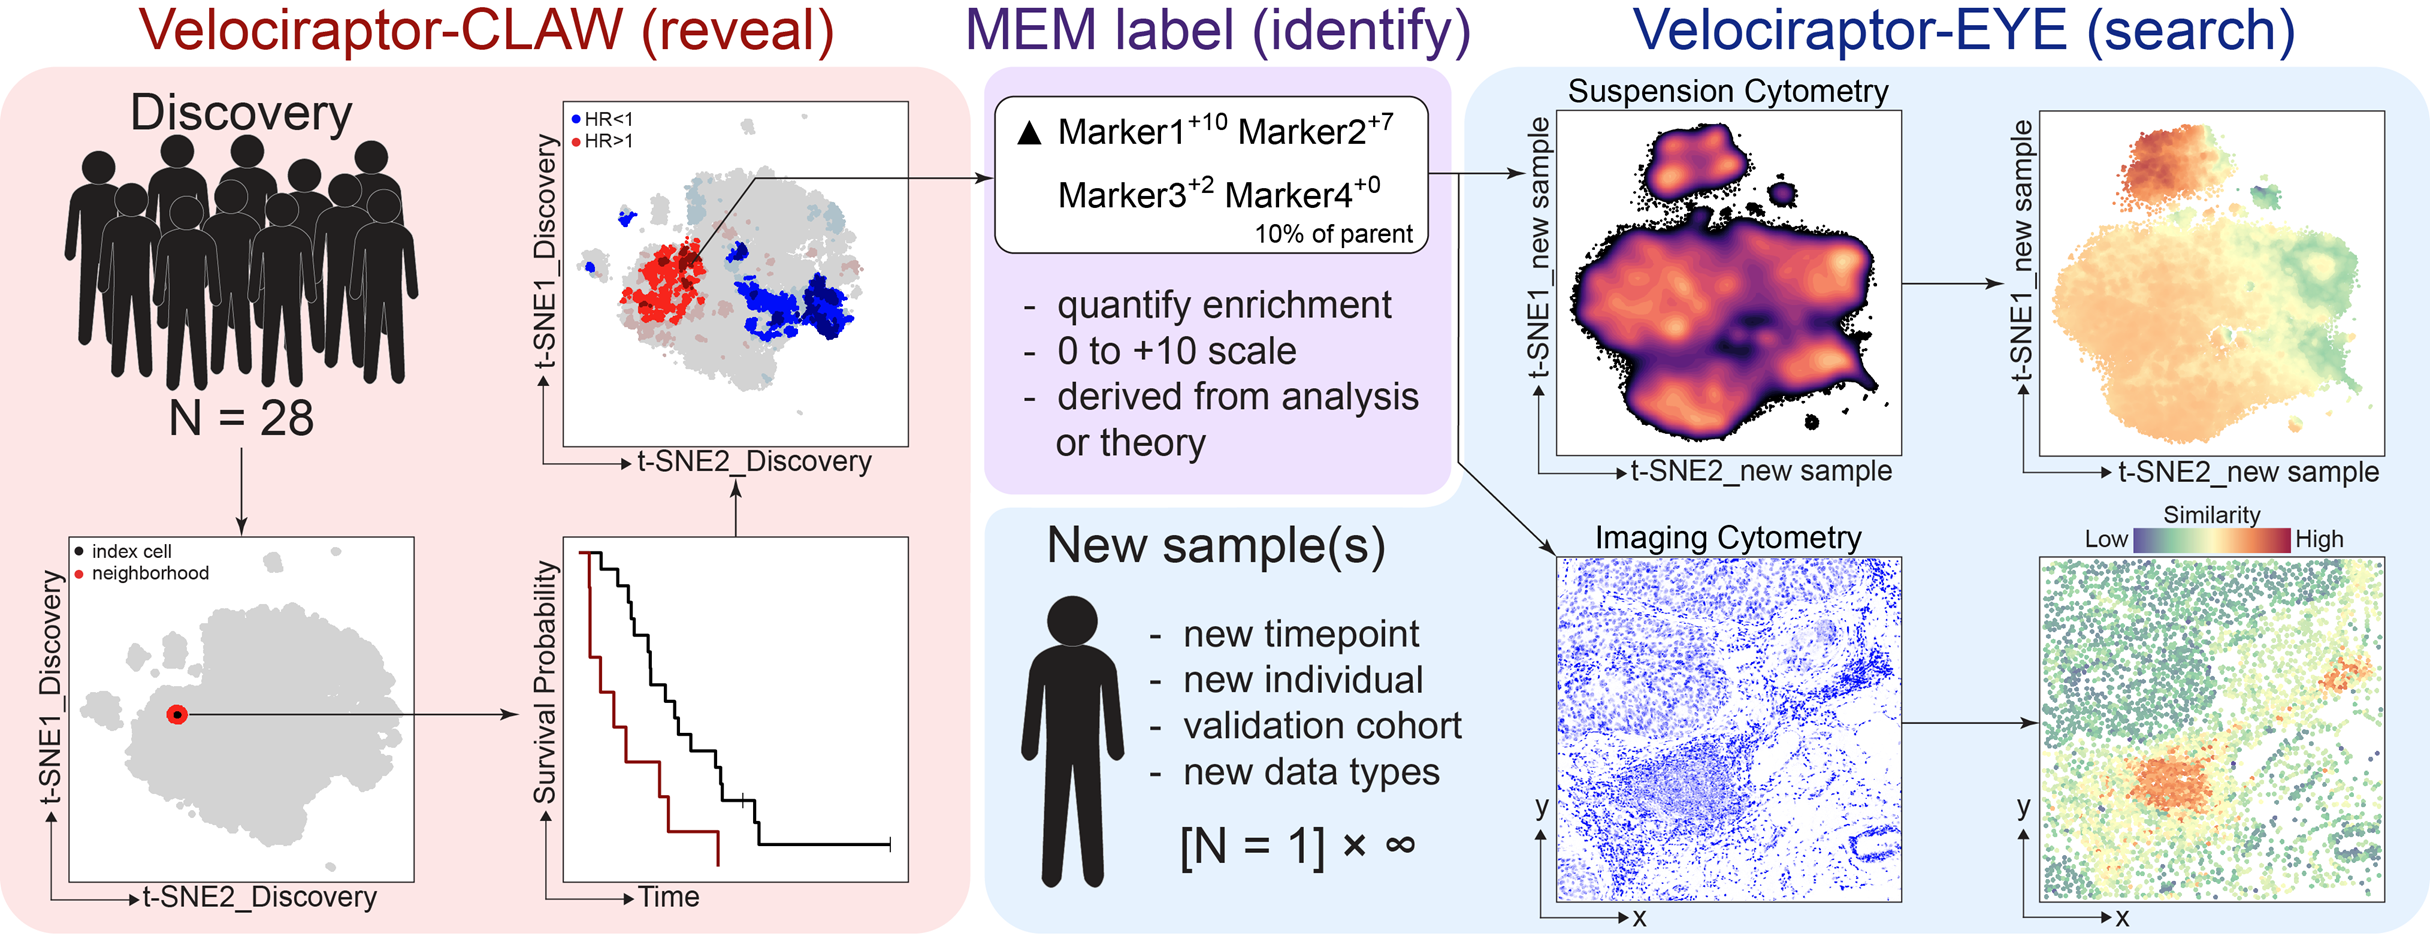 Velociraptor-CLAW (reveal)
MEM label (identify)
Velociraptor-EYE (search)
Discovery
N = 28
index cell
neighborhood
t-SNE1_Discovery
t-SNE2_Discovery
Survival Probability
Time
HR<1
HR>1
t-SNE1_Discovery
t-SNE2_Discovery
▲ Marker1+10 Marker2+7
Marker3+2 Marker4+0
10% of parent
- quantify enrichment
- 0 to +10 scale
- derived from analysis
or theory
New sample(s)
- new timepoint
- new individual
- validation cohort
- new data types
[N = 1] × ∞
Suspension Cytometry
t-SNE1_new sample
t-SNE2_new sample
t-SNE1_new sample
t-SNE2_new sample
Imaging Cytometry
y
x
Similarity
Low
High
y
x